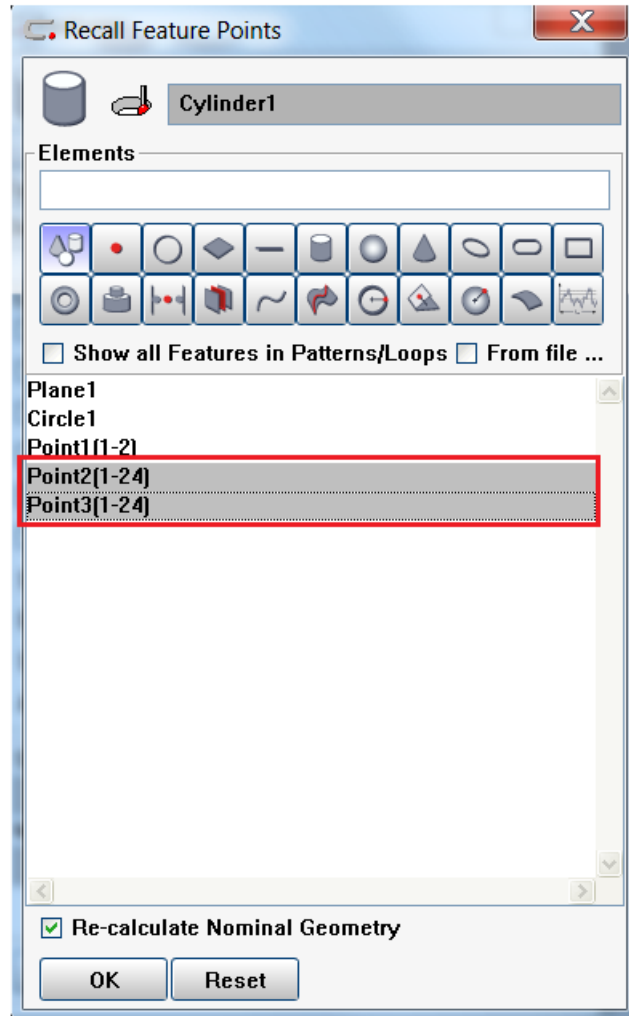 Recall Feature Points
Cylinder1
Elements
Show all Features in Patterns/Loops From file ...
Plane1
Circle1
Point1(1-2)
Point2(1-24)
Point3(1-24)
Re-calculate Nominal Geometry
OK Reset